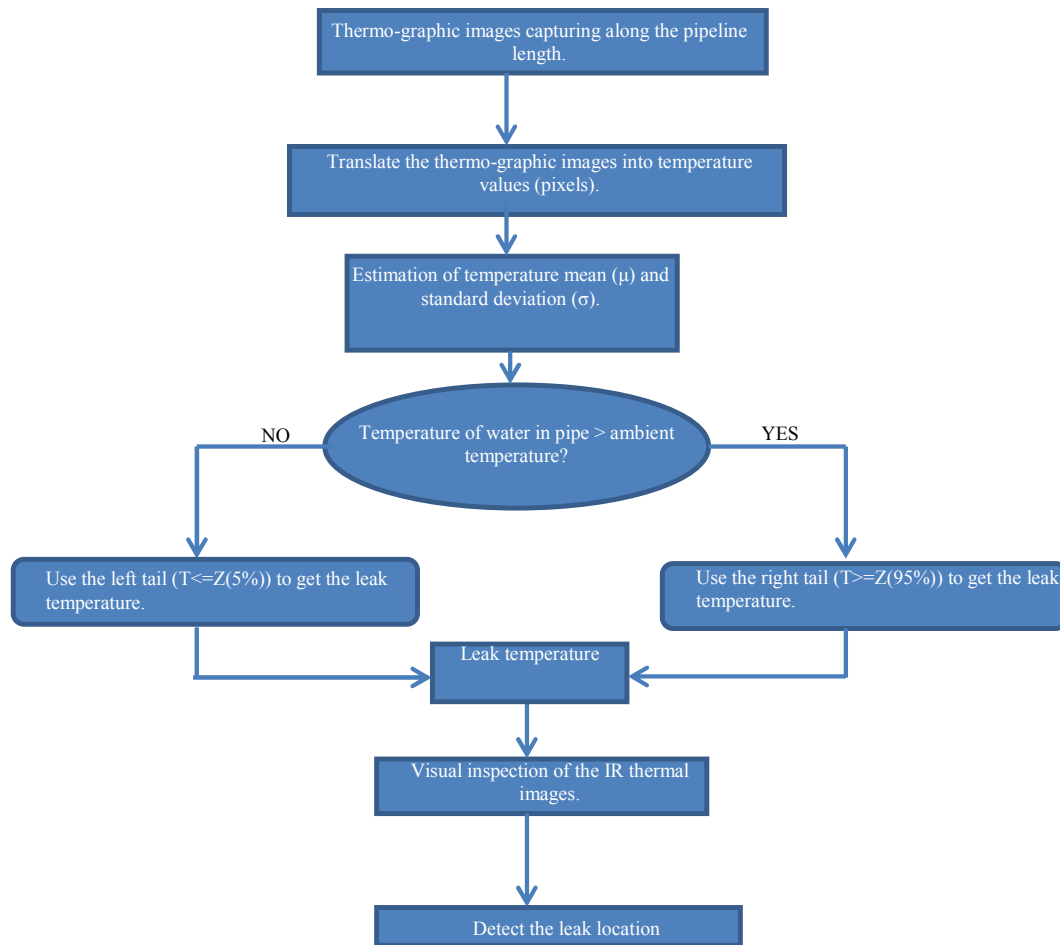 Thermo-graphic images capturing along the pipeline
length.
Translate the thermo-graphic images into temperature
values (pixels).
Estimation of temperature mean (μ) and
standard deviation (σ).
Temperature of water in pipe > ambient
temperature?
NO
YES
Use the left tail (T<=Z(5%)) to get the leak
temperature.
Use the right tail (T>=Z(95%)) to get the leak
temperature.
Leak temperature
Visual inspection of the IR thermal
images.
Detect the leak location